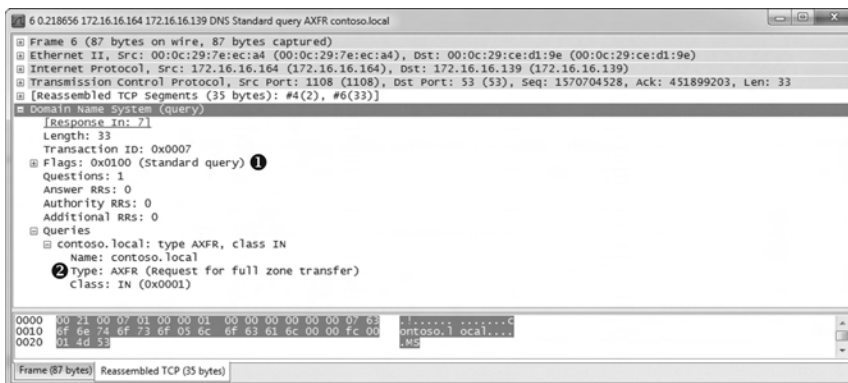 6 0.218656 172.16.16.164 172.16.16.139 DNS Standard query AXFR contoso.local
Frame 6 (87 bytes on wire, 87 bytes captured)
Ethernet II, Src: 00:0c:29:7e:ec:a4 (00:0c:29:7e:ec:a4), Dst: 00:0c:29:ce:d1:9e (00:0c:29:ce:d1:9e)
Internet Protocol, Src: 172.16.16.164 (172.16.16.164), Dst: 172.16.16.139 (172.16.16.139)
Transmission Control Protocol, Src Port: 1108 (1108), Dst Port: 53 (53), Seq: 1570704528, Ack: 451899203, Len: 33
[Reassembled TCP Segments (35 bytes): #4(2), #6(33)]
Domain Name System (query)
[Response In: 7]
Length: 33
Transaction ID: 0x0007
Flags: 0x0100 (Standard query) ❶
Questions: 1
Answer RRs: 0
Authority RRs: 0
Additional RRs: 0
Queries
contoso.local: type AXFR, class IN
Name: contoso.local
❷ Type: AXFR (Request for full zone transfer)
Class: IN (0x0001)
0000 00 21 00 07 01 00 00 01 00 00 00 00 00 00 07 63 .!...... .......c
0010 6f 6e 74 6f 73 6f 05 6c 6f 63 61 6c 00 00 fc 00 ontoso.l ocal....
0020 01 4d 53 .MS
Frame (87 bytes) Reassembled TCP (35 bytes)